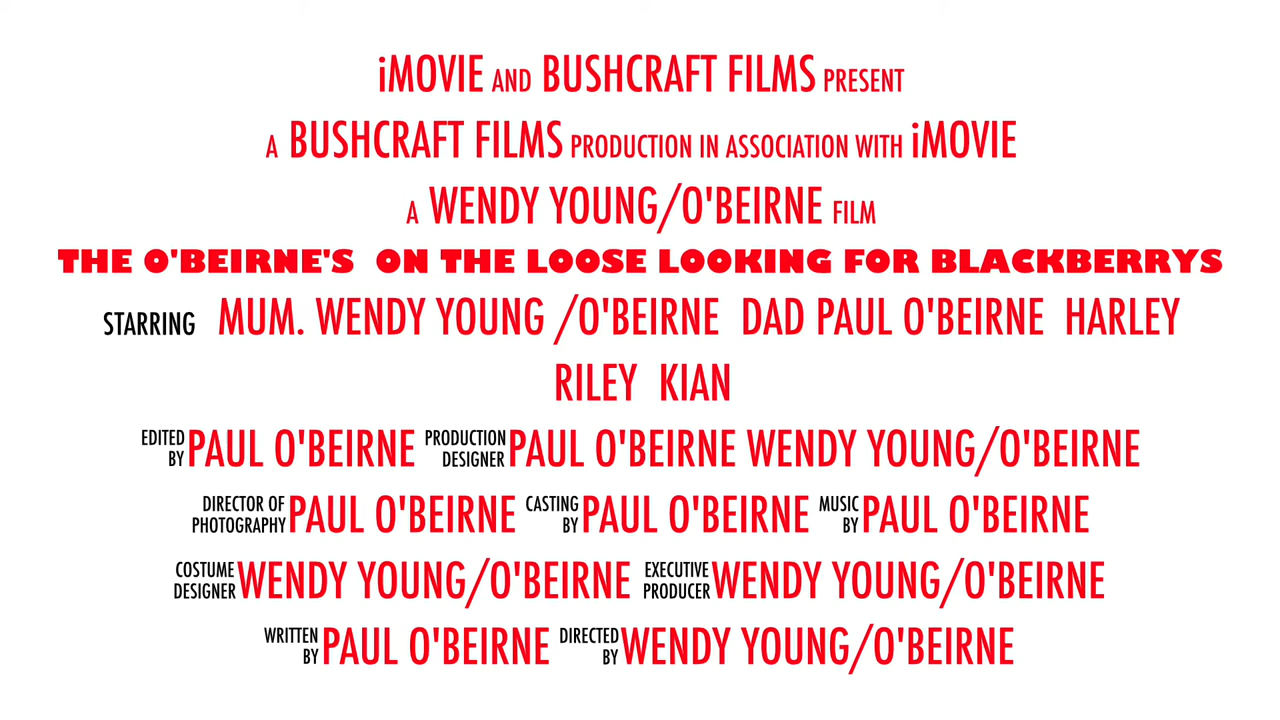 iMOVIE AND BUSHCRAFT FILMS PRESENT
A BUSHCRAFT FILMS PRODUCTION IN ASSOCIATION WITH iMOVIE
A WENDY YOUNG/O'BEIRNE FILM
THE O'BEIRNE'S ON THE LOOSE LOOKING FOR BLACKBERRYS
STARRING MUM. WENDY YOUNG /O'BEIRNE DAD PAUL O'BEIRNE HARLEY
RILEY KIAN
EDITED BY PAUL O'BEIRNE PRODUCTION DESIGNER PAUL O'BEIRNE WENDY YOUNG/O'BEIRNE
DIRECTOR OF PHOTOGRAPHY PAUL O'BEIRNE CASTING BY PAUL O'BEIRNE MUSIC BY PAUL O'BEIRNE
COSTUME DESIGNER WENDY YOUNG/O'BEIRNE EXECUTIVE PRODUCER WENDY YOUNG/O'BEIRNE
WRITTEN BY PAUL O'BEIRNE DIRECTED BY WENDY YOUNG/O'BEIRNE